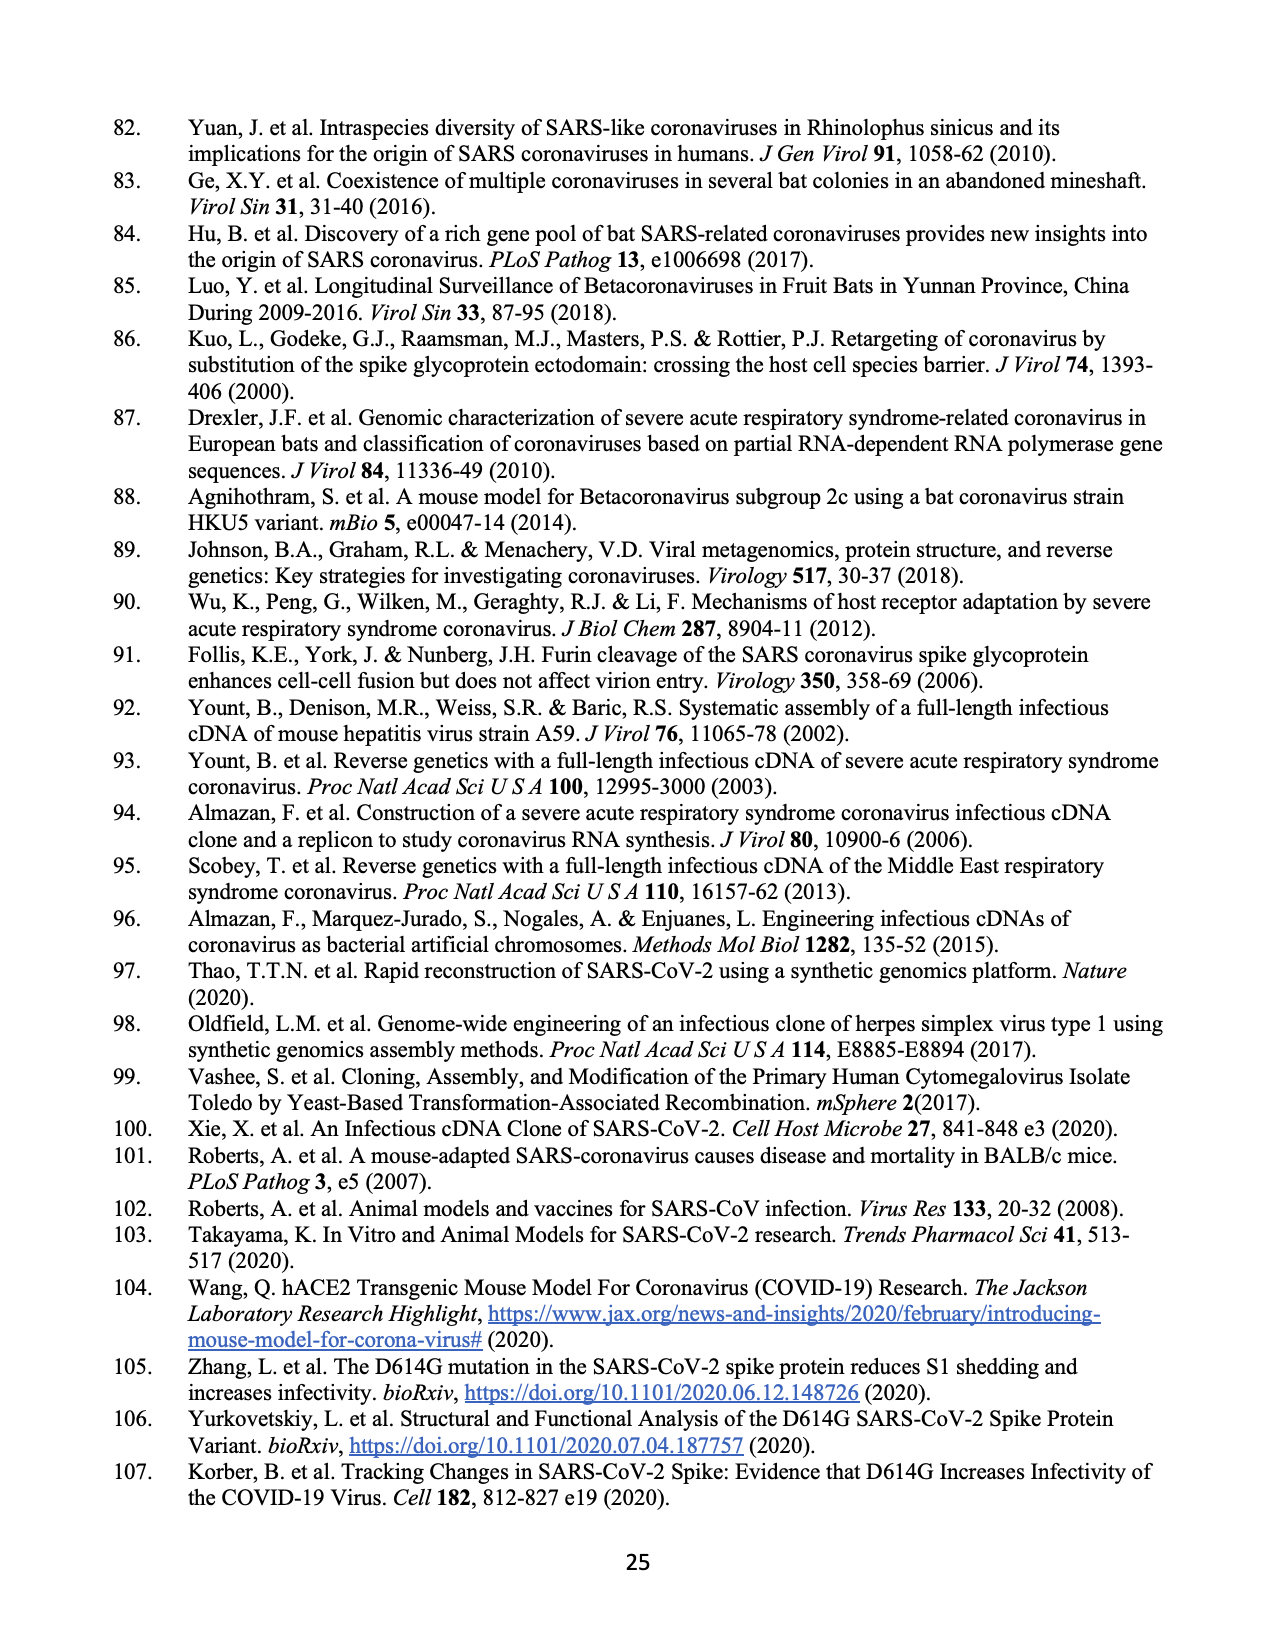 82. Yuan, J. et al. Intraspecies diversity of SARS-like coronaviruses in Rhinolophus sinicus and its
implications for the origin of SARS coronaviruses in humans. J Gen Virol 91, 1058-62 (2010).
83. Ge, X.Y. et al. Coexistence of multiple coronaviruses in several bat colonies in an abandoned mineshaft.
Virol Sin 31, 31-40 (2016).
84. Hu, B. et al. Discovery of a rich gene pool of bat SARS-related coronaviruses provides new insights into
the origin of SARS coronavirus. PLoS Pathog 13, e1006698 (2017).
85. Luo, Y. et al. Longitudinal Surveillance of Betacoronaviruses in Fruit Bats in Yunnan Province, China
During 2009-2016. Virol Sin 33, 87-95 (2018).
86. Kuo, L., Godeke, G.J., Raamsman, M.J., Masters, P.S. & Rottier, P.J. Retargeting of coronavirus by
substitution of the spike glycoprotein ectodomain: crossing the host cell species barrier. J Virol 74, 1393-
406 (2000).
87. Drexler, J.F. et al. Genomic characterization of severe acute respiratory syndrome-related coronavirus in
European bats and classification of coronaviruses based on partial RNA-dependent RNA polymerase gene
sequences. J Virol 84, 11336-49 (2010).
88. Agnihothram, S. et al. A mouse model for Betacoronavirus subgroup 2c using a bat coronavirus strain
HKU5 variant. mBio 5, e00047-14 (2014).
89. Johnson, B.A., Graham, R.L. & Menachery, V.D. Viral metagenomics, protein structure, and reverse
genetics: Key strategies for investigating coronaviruses. Virology 517, 30-37 (2018).
90. Wu, K., Peng, G., Wilken, M., Geraghty, R.J. & Li, F. Mechanisms of host receptor adaptation by severe
acute respiratory syndrome coronavirus. J Biol Chem 287, 8904-11 (2012).
91. Follis, K.E., York, J. & Nunberg, J.H. Furin cleavage of the SARS coronavirus spike glycoprotein
enhances cell-cell fusion but does not affect virion entry. Virology 350, 358-69 (2006).
92. Yount, B., Denison, M.R., Weiss, S.R. & Baric, R.S. Systematic assembly of a full-length infectious
cDNA of mouse hepatitis virus strain A59. J Virol 76, 11065-78 (2002).
93. Yount, B. et al. Reverse genetics with a full-length infectious cDNA of severe acute respiratory syndrome
coronavirus. Proc Natl Acad Sci U S A 100, 12995-3000 (2003).
94. Almazan, F. et al. Construction of a severe acute respiratory syndrome coronavirus infectious cDNA
clone and a replicon to study coronavirus RNA synthesis. J Virol 80, 10900-6 (2006).
95. Scobey, T. et al. Reverse genetics with a full-length infectious cDNA of the Middle East respiratory
syndrome coronavirus. Proc Natl Acad Sci U S A 110, 16157-62 (2013).
96. Almazan, F., Marquez-Jurado, S., Nogales, A. & Enjuanes, L. Engineering infectious cDNAs of
coronavirus as bacterial artificial chromosomes. Methods Mol Biol 1282, 135-52 (2015).
97. Thao, T.T.N. et al. Rapid reconstruction of SARS-CoV-2 using a synthetic genomics platform. Nature
(2020).
98. Oldfield, L.M. et al. Genome-wide engineering of an infectious clone of herpes simplex virus type 1 using
synthetic genomics assembly methods. Proc Natl Acad Sci U S A 114, E8885-E8894 (2017).
99. Vashee, S. et al. Cloning, Assembly, and Modification of the Primary Human Cytomegalovirus Isolate
Toledo by Yeast-Based Transformation-Associated Recombination. mSphere 2(2017).
100. Xie, X. et al. An Infectious cDNA Clone of SARS-CoV-2. Cell Host Microbe 27, 841-848 e3 (2020).
101. Roberts, A. et al. A mouse-adapted SARS-coronavirus causes disease and mortality in BALB/c mice.
PLoS Pathog 3, e5 (2007).
102. Roberts, A. et al. Animal models and vaccines for SARS-CoV infection. Virus Res 133, 20-32 (2008).
103. Takayama, K. In Vitro and Animal Models for SARS-CoV-2 research. Trends Pharmacol Sci 41, 513-
517 (2020).
104. Wang, Q. hACE2 Transgenic Mouse Model For Coronavirus (COVID-19) Research. The Jackson
Laboratory Research Highlight, https://www.jax.org/news-and-insights/2020/february/introducing-
mouse-model-for-corona-virus# (2020).
105. Zhang, L. et al. The D614G mutation in the SARS-CoV-2 spike protein reduces S1 shedding and
increases infectivity. bioRxiv, https://doi.org/10.1101/2020.06.12.148726 (2020).
106. Yurkovetskiy, L. et al. Structural and Functional Analysis of the D614G SARS-CoV-2 Spike Protein
Variant. bioRxiv, https://doi.org/10.1101/2020.07.04.187757 (2020).
107. Korber, B. et al. Tracking Changes in SARS-CoV-2 Spike: Evidence that D614G Increases Infectivity of
the COVID-19 Virus. Cell 182, 812-827 e19 (2020).
25